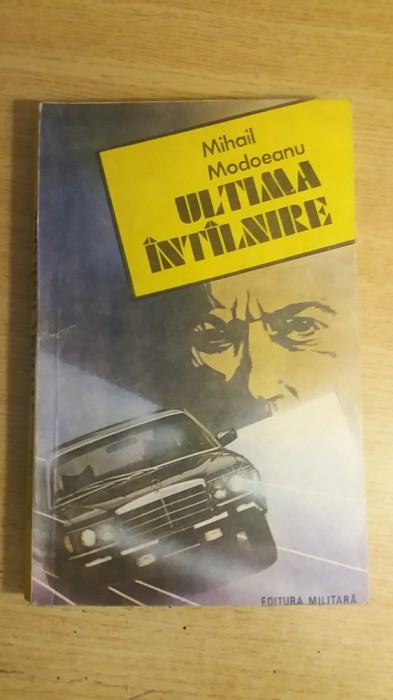 Mihail
Modoeanu
ULTIMA
ÎNTÎLNIRE
EDITURA MILITARĂ